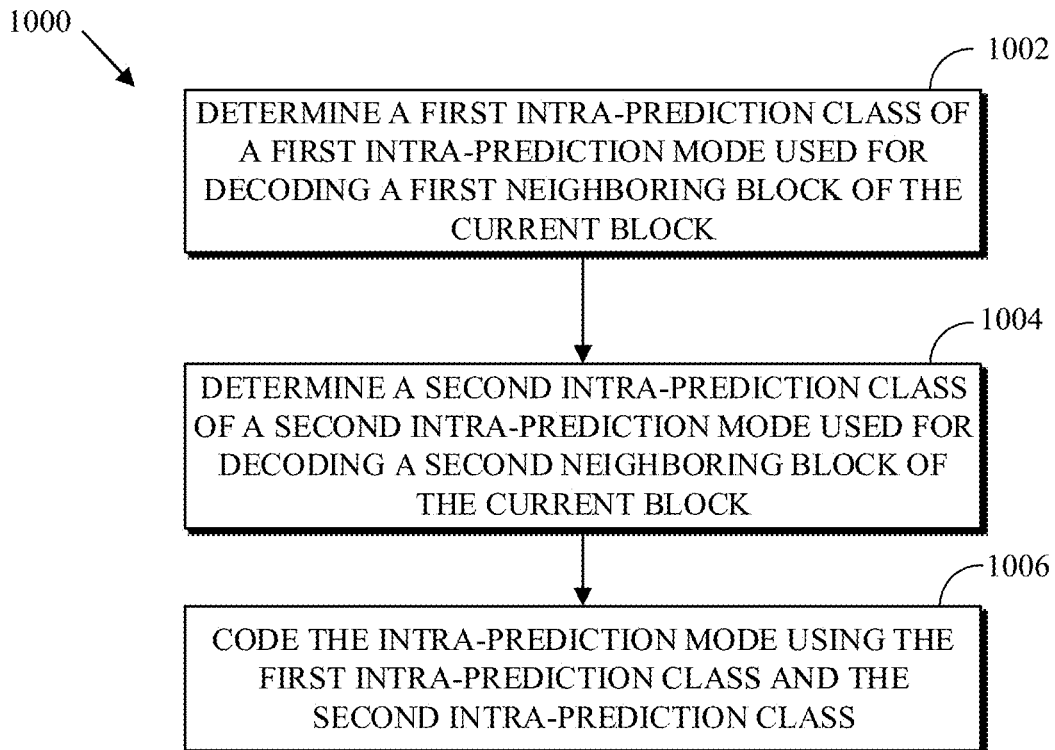 1000
1002
DETERMINE A FIRST INTRA-PREDICTION CLASS OF
A FIRST INTRA-PREDICTION MODE USED FOR
DECODING A FIRST NEIGHBORING BLOCK OF THE
CURRENT BLOCK
1004
DETERMINE A SECOND INTRA-PREDICTION CLASS
OF A SECOND INTRA-PREDICTION MODE USED FOR
DECODING A SECOND NEIGHBORING BLOCK OF
THE CURRENT BLOCK
1006
CODE THE INTRA-PREDICTION MODE USING THE
FIRST INTRA-PREDICTION CLASS AND THE
SECOND INTRA-PREDICTION CLASS